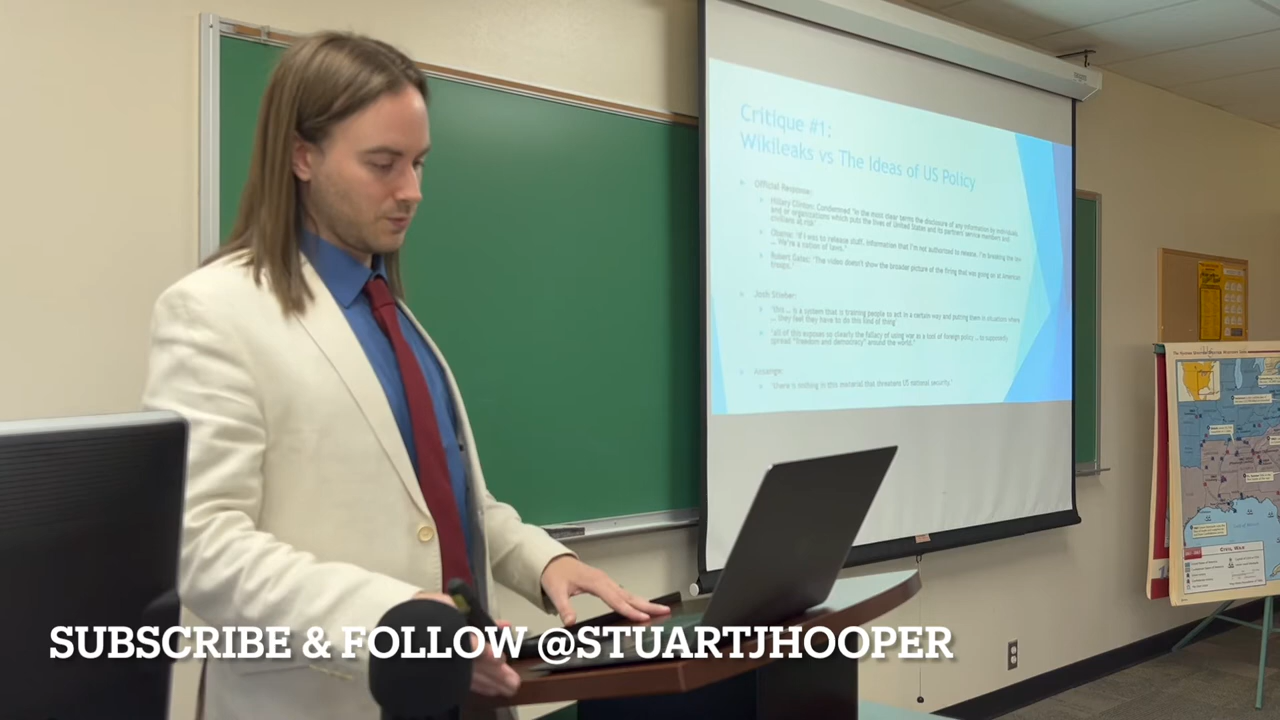 Critique #1:
Wikileaks vs The Ideas of US Policy
Official Response:
Hillary Clinton: Condemned "in the most clear terms the disclosure of any information by individuals
and or organizations which puts the lives of United States and its partners' service members and
civilians at risk"
Obama: "If I was to release stuff, information that I'm not authorized to release, I'm breaking the law
... We're a nation of laws."
Robert Gates: "The video doesn't show the broader picture of the firing that was going on at American
troops."
Josh Stieber:
"this ... is a system that is training people to act in a certain way and putting them in situations where
... they feel they have to do this kind of thing"
"all of this exposes so clearly the fallacy of using war as a tool of foreign policy ... to supposedly
spread "freedom and democracy" around the world."
Assange:
"there is nothing in this material that threatens US national security."
CIVIL WAR
SUBSCRIBE & FOLLOW @STUARTJHOOPER